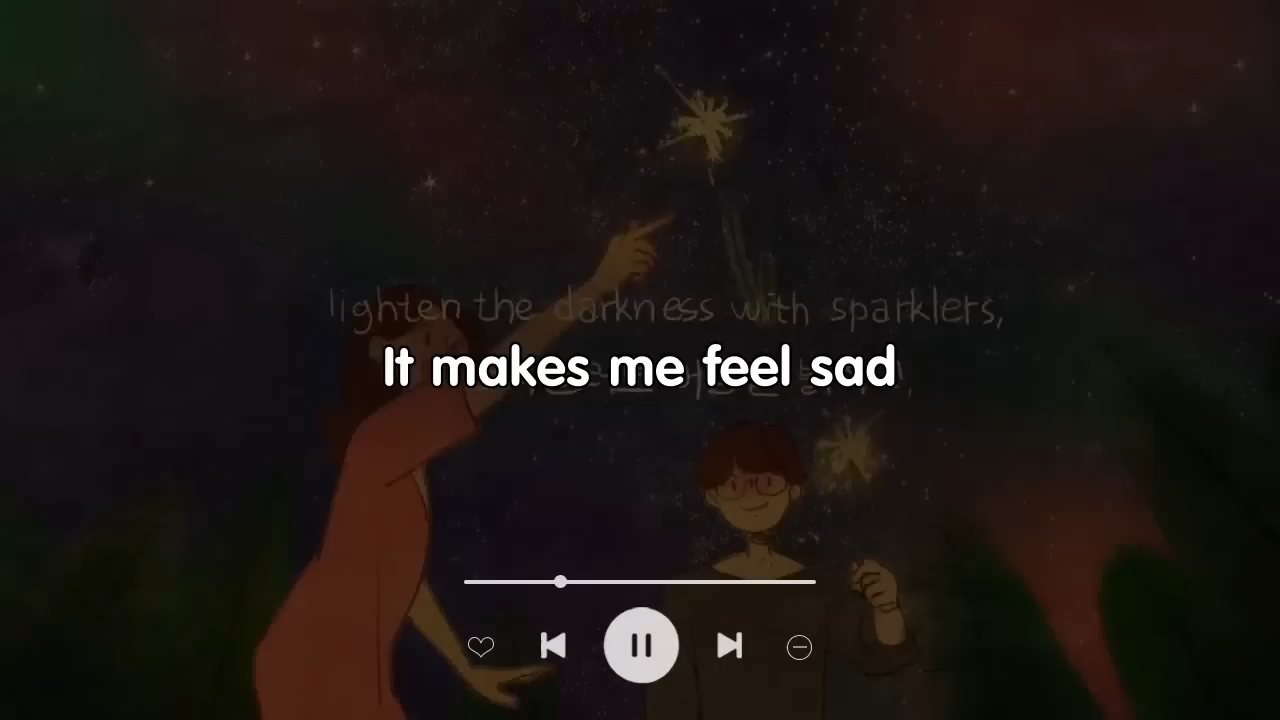 lighten the darkness with sparklers,
It makes me feel sad